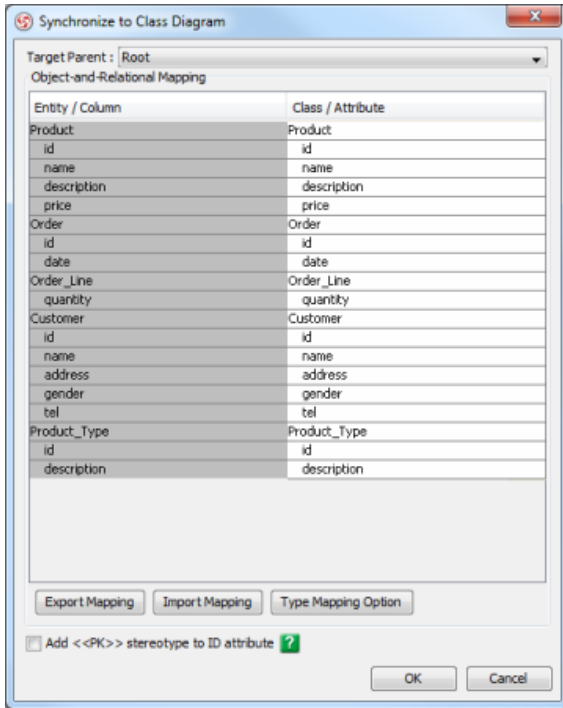 Synchronize to Class Diagram
Target Parent : Root
Object-and-Relational Mapping
Entity / Column Class / Attribute
Product Product
id id
name name
description description
price price
Order Order
id id
date date
Order_Line Order_Line
quantity quantity
Customer Customer
id id
name name
address address
gender gender
tel tel
Product_Type Product_Type
id id
description description
Export Mapping Import Mapping Type Mapping Option
Add <<PK>> stereotype to ID attribute ?
OK Cancel